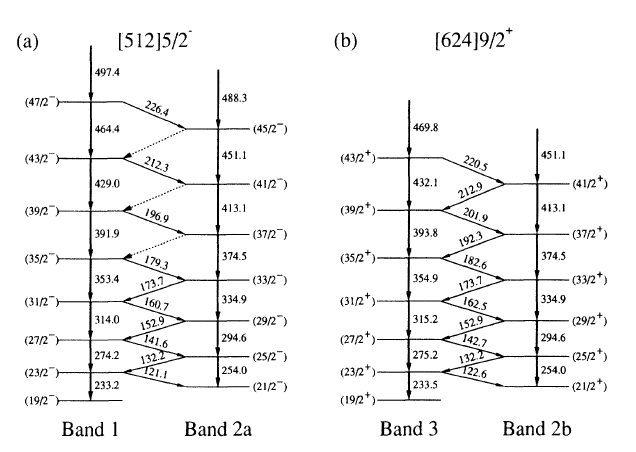 (a) [512]5/2⁻ (b) [624]9/2⁺
497.4
488.3
(47/2⁻) 226.4
464.4 (45/2⁻) 469.8
451.1 451.1
(43/2⁻) 212.3 (43/2⁺) 220.5
429.0 (41/2⁻) 432.1 212.9 (41/2⁺)
413.1 413.1
(39/2⁻) 196.9 (39/2⁺) 201.9
391.9 (37/2⁻) 393.8 192.3 (37/2⁺)
374.5 374.5
(35/2⁻) 179.3 (35/2⁺) 182.6
353.4 173.7 (33/2⁻) 354.9 173.7 (33/2⁺)
334.9 334.9
(31/2⁻) 160.7 (31/2⁺) 162.5
314.0 152.9 (29/2⁻) 315.2 152.9 (29/2⁺)
294.6 294.6
(27/2⁻) 141.6 (27/2⁺) 142.7
274.2 132.2 (25/2⁻) 275.2 132.2 (25/2⁺)
254.0 254.0
(23/2⁻) 121.1 (23/2⁺) 122.6
233.2 (21/2⁻) 233.5 (21/2⁺)
(19/2⁻) (19/2⁺)
Band 1 Band 2a Band 3 Band 2b